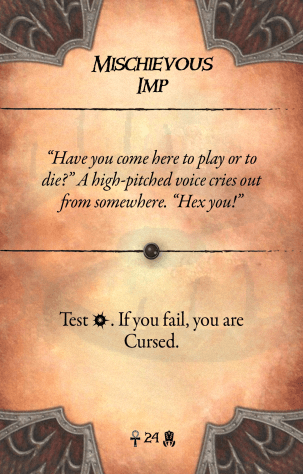 Mischievous
Imp
“Have you come here to play or to
die?” A high-pitched voice cries out
from somewhere. “Hex you!”
Test . If you fail, you are
Cursed.
24